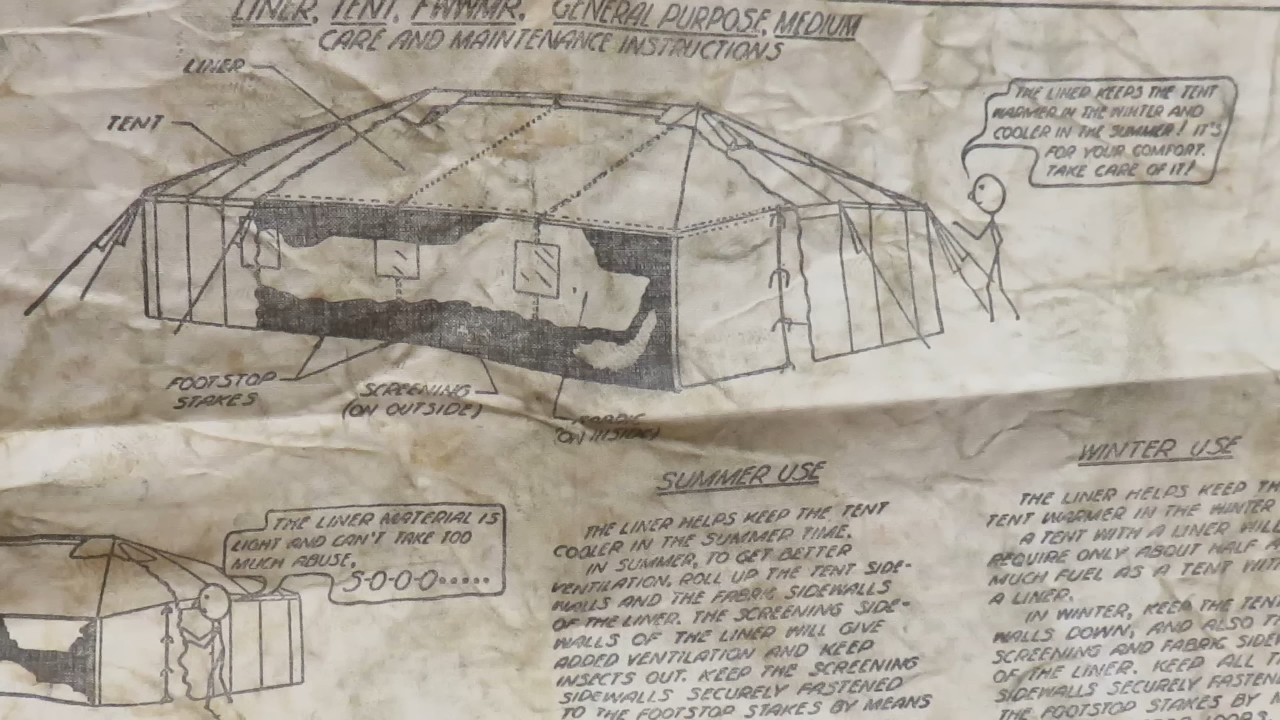 LINER, TENT, FWWMR, GENERAL PURPOSE, MEDIUM
CARE AND MAINTENANCE INSTRUCTIONS
LINER
TENT
THE LINER KEEPS THE TENT
WARMER IN THE WINTER AND
COOLER IN THE SUMMER! IT'S
FOR YOUR COMFORT.
TAKE CARE OF IT!
FOOTSTOP
STAKES
SCREENING
(ON OUTSIDE)
(ON INSIDE)
THE LINER MATERIAL IS
LIGHT AND CAN'T TAKE TOO
MUCH ABUSE.
S-O-O-O.....
SUMMER USE
THE LINER HELPS KEEP THE TENT
COOLER IN THE SUMMER TIME.
IN SUMMER, TO GET BETTER
VENTILATION, ROLL UP THE TENT SIDE-
WALLS AND THE FABRIC SIDEWALLS
OF THE LINER. THE SCREENING SIDE-
WALLS OF THE LINER WILL GIVE
ADDED VENTILATION AND KEEP
INSECTS OUT. KEEP THE SCREENING
SIDEWALLS SECURELY FASTENED
TO THE FOOTSTOP STAKES BY MEANS
WINTER USE
THE LINER HELPS KEEP TH
TENT WARMER IN THE WINTER
A TENT WITH A LINER WILL
REQUIRE ONLY ABOUT HALF A
MUCH FUEL AS A TENT WITH
A LINER.
IN WINTER, KEEP THE TEN
WALLS DOWN, AND ALSO T
SCREENING AND FABRIC SIDE
OF THE LINER. KEEP ALL T
SIDEWALLS SECURELY FASTEN
THE FOOTSTOP STAKES BY